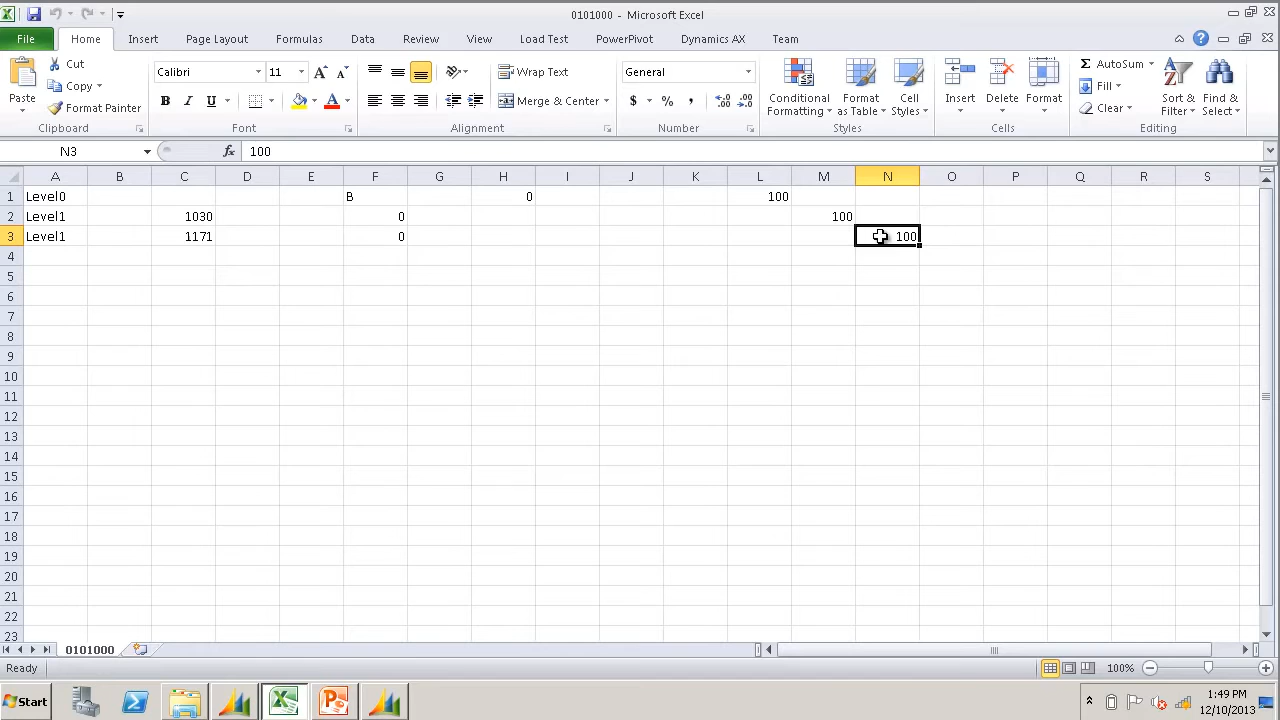 0101000 - Microsoft Excel
File Home Insert Page Layout Formulas Data Review View Load Test PowerPivot Dynamics AX Team
Paste Cut Copy Format Painter
Calibri 11
B I U A
Wrap Text
Merge & Center
General
$ % ,
Conditional Formatting
Format as Table
Cell Styles
Insert Delete Format
AutoSum Fill Clear
Sort & Filter
Find & Select
Clipboard Font Alignment Number Styles Cells Editing
N3 fx 100
A B C D E F G H I J K L M N O P Q R S
1 Level0 B 0 100
2 Level1 1030 0 100
3 Level1 1171 0 100
4
5
6
7
8
9
10
11
12
13
14
15
16
17
18
19
20
21
22
23
0101000
Ready 100%
Start 1:49 PM
12/10/2013